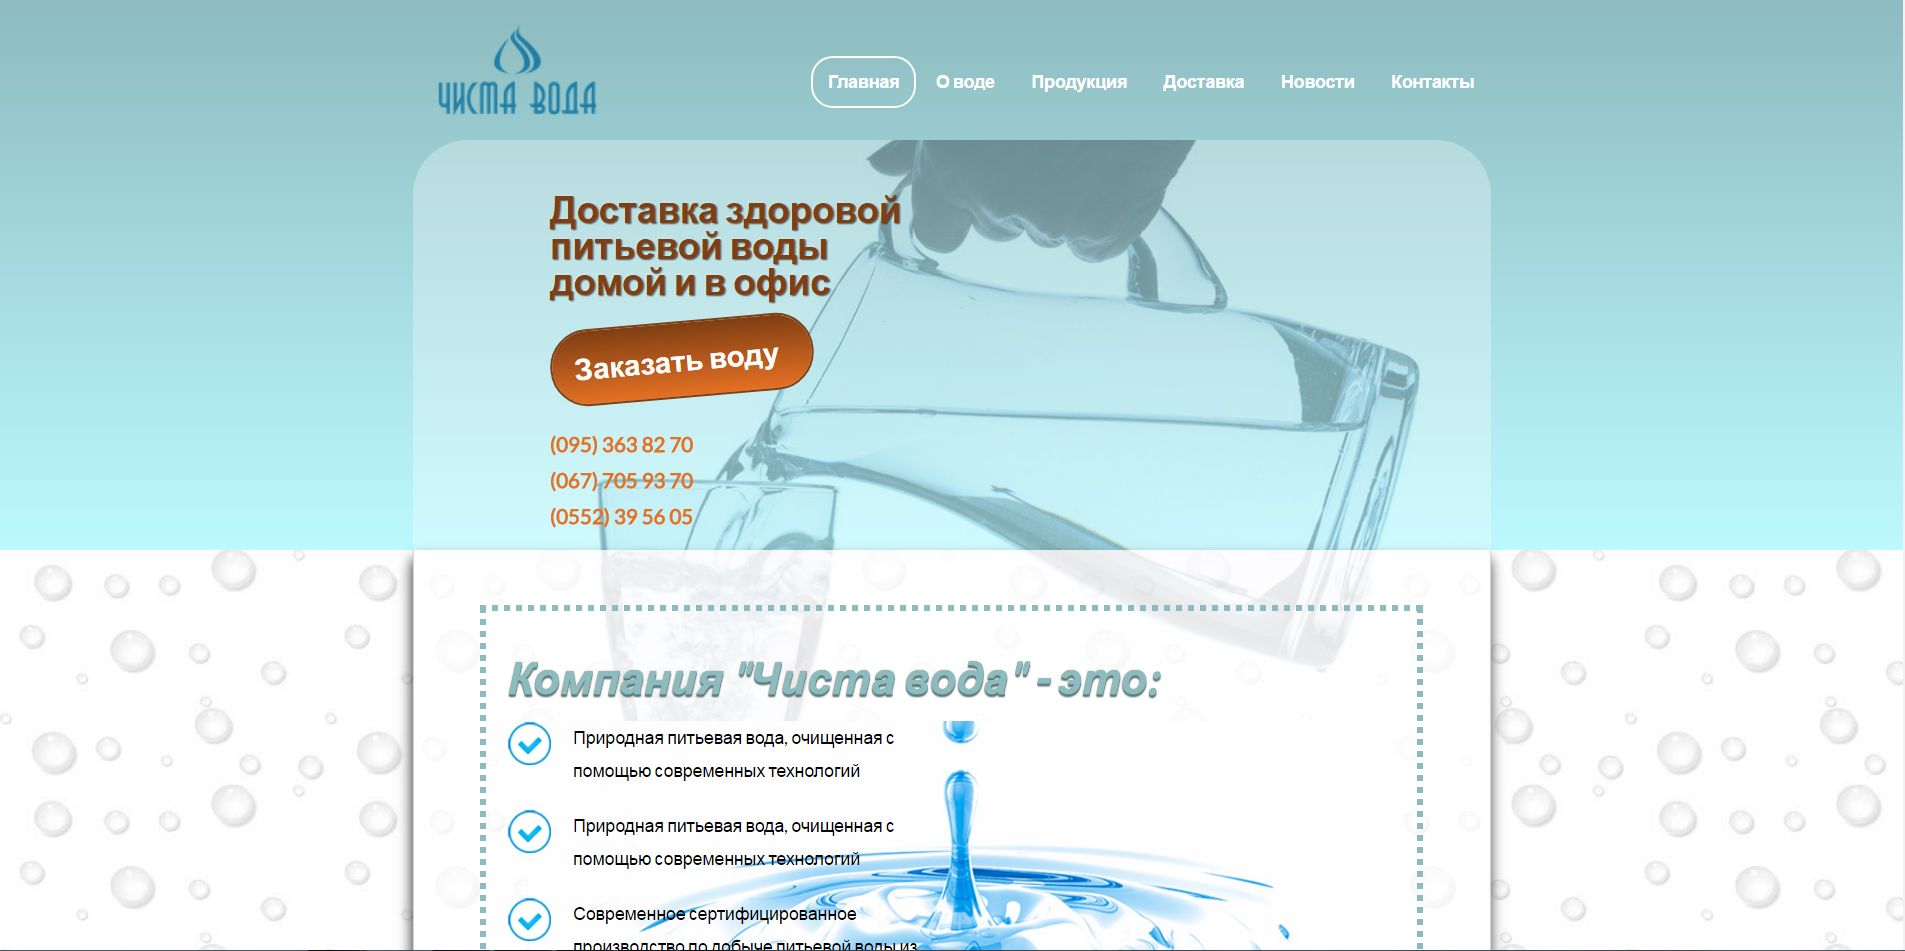 ЧИСТА ВОДА
Главная О воде Продукция Доставка Новости Контакты
Доставка здоровой
питьевой воды
домой и в офис
Заказать воду
(095) 363 82 70
(067) 705 93 70
(0552) 39 56 05
Компания "Чиста вода" - это:
Природная питьевая вода, очищенная с
помощью современных технологий
Природная питьевая вода, очищенная с
помощью современных технологий
Современное сертифицированное
производство по добыче питьевой воды из